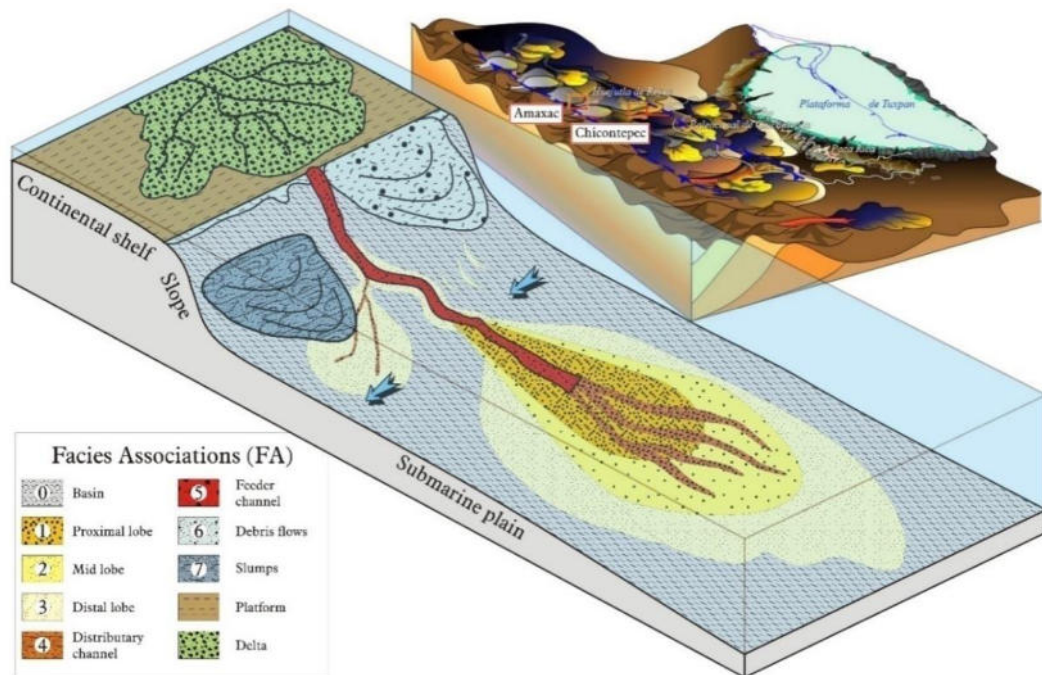 Amaxac
Chicontepec
Plataforma de Tuxpan
Continental shelf
Slope
Submarine plain
Facies Associations (FA)
0 Basin
1 Proximal lobe
2 Mid lobe
3 Distal lobe
4 Distributary
channel
5 Feeder
channel
6 Debris flows
7 Slumps
Platform
Delta